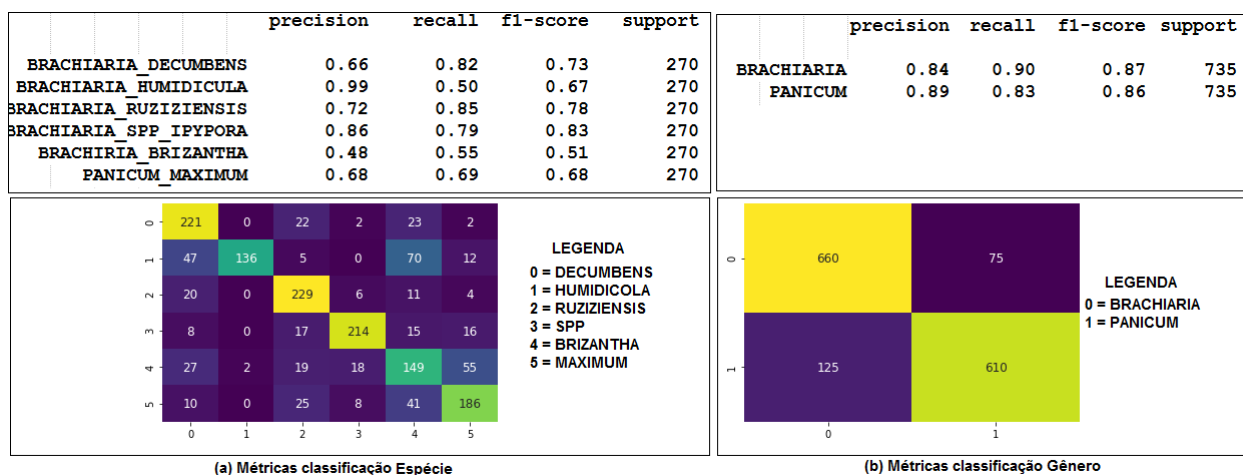 precision recall f1-score support
BRACHIARIA_DECUMBENS 0.66 0.82 0.73 270
BRACHIARIA_HUMIDICULA 0.99 0.50 0.67 270
BRACHIARIA_RUZIZIENSIS 0.72 0.85 0.78 270
BRACHIARIA_SPP_IPYPORA 0.86 0.79 0.83 270
BRACHIRIA_BRIZANTHA 0.48 0.55 0.51 270
PANICUM_MAXIMUM 0.68 0.69 0.68 270
precision recall f1-score support
BRACHIARIA 0.84 0.90 0.87 735
PANICUM 0.89 0.83 0.86 735
0 221 0 22 2 23 2
1 47 136 5 0 70 12
2 20 0 229 6 11 4
3 8 0 17 214 15 16
4 27 2 19 18 149 55
5 10 0 25 8 41 186
0 1 2 3 4 5
LEGENDA
0 = DECUMBENS
1 = HUMIDICOLA
2 = RUZIZIENSIS
3 = SPP
4 = BRIZANTHA
5 = MAXIMUM
(a) Métricas classificação Espécie
0 660 75
1 125 610
0 1
LEGENDA
0 = BRACHIARIA
1 = PANICUM
(b) Métricas classificação Gênero